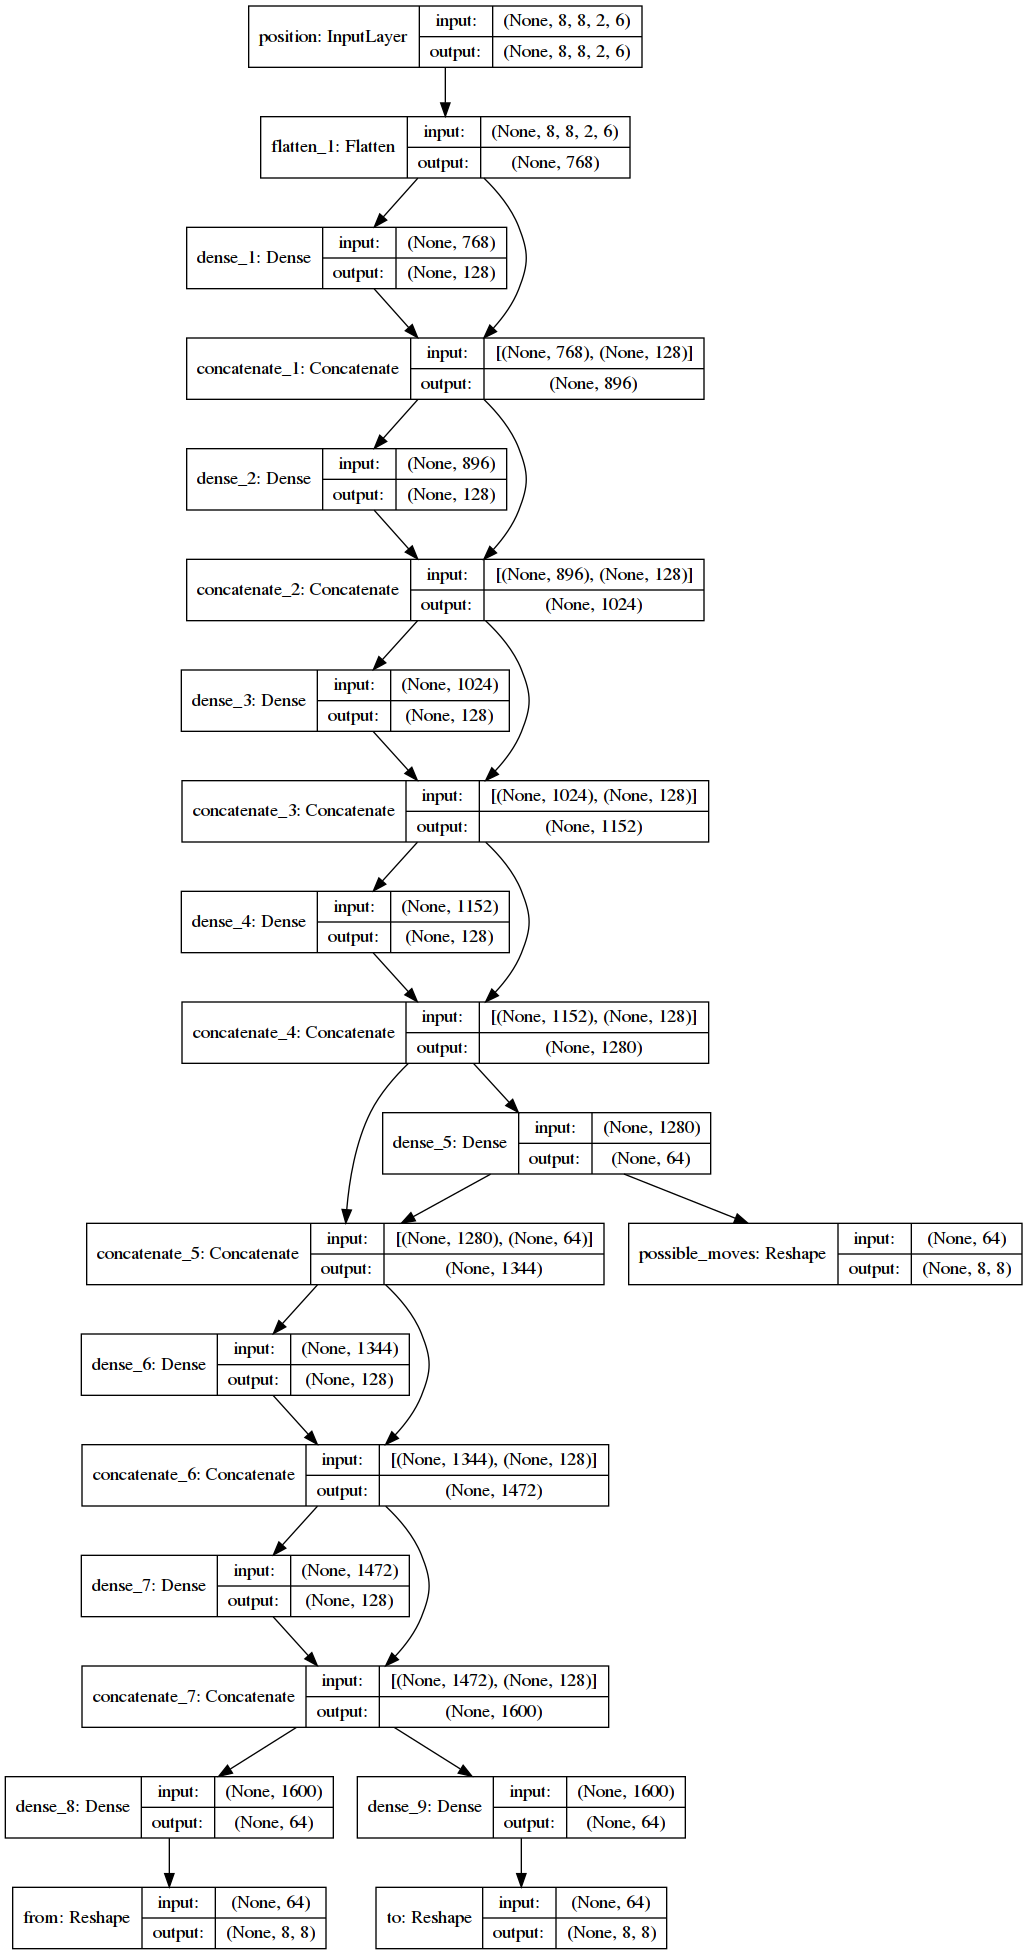 position: InputLayer
input: (None, 8, 8, 2, 6)
output: (None, 8, 8, 2, 6)
flatten_1: Flatten
input: (None, 8, 8, 2, 6)
output: (None, 768)
dense_1: Dense
input: (None, 768)
output: (None, 128)
concatenate_1: Concatenate
input: [(None, 768), (None, 128)]
output: (None, 896)
dense_2: Dense
input: (None, 896)
output: (None, 128)
concatenate_2: Concatenate
input: [(None, 896), (None, 128)]
output: (None, 1024)
dense_3: Dense
input: (None, 1024)
output: (None, 128)
concatenate_3: Concatenate
input: [(None, 1024), (None, 128)]
output: (None, 1152)
dense_4: Dense
input: (None, 1152)
output: (None, 128)
concatenate_4: Concatenate
input: [(None, 1152), (None, 128)]
output: (None, 1280)
dense_5: Dense
input: (None, 1280)
output: (None, 64)
concatenate_5: Concatenate
input: [(None, 1280), (None, 64)]
output: (None, 1344)
possible_moves: Reshape
input: (None, 64)
output: (None, 8, 8)
dense_6: Dense
input: (None, 1344)
output: (None, 128)
concatenate_6: Concatenate
input: [(None, 1344), (None, 128)]
output: (None, 1472)
dense_7: Dense
input: (None, 1472)
output: (None, 128)
concatenate_7: Concatenate
input: [(None, 1472), (None, 128)]
output: (None, 1600)
dense_8: Dense
input: (None, 1600)
output: (None, 64)
dense_9: Dense
input: (None, 1600)
output: (None, 64)
from: Reshape
input: (None, 64)
output: (None, 8, 8)
to: Reshape
input: (None, 64)
output: (None, 8, 8)